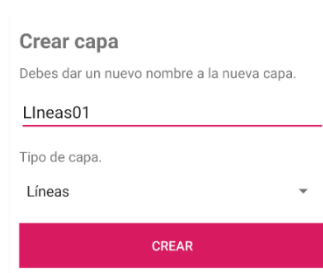 Crear capa
Debes dar un nuevo nombre a la nueva capa.
LIneas01
Tipo de capa.
Líneas
CREAR